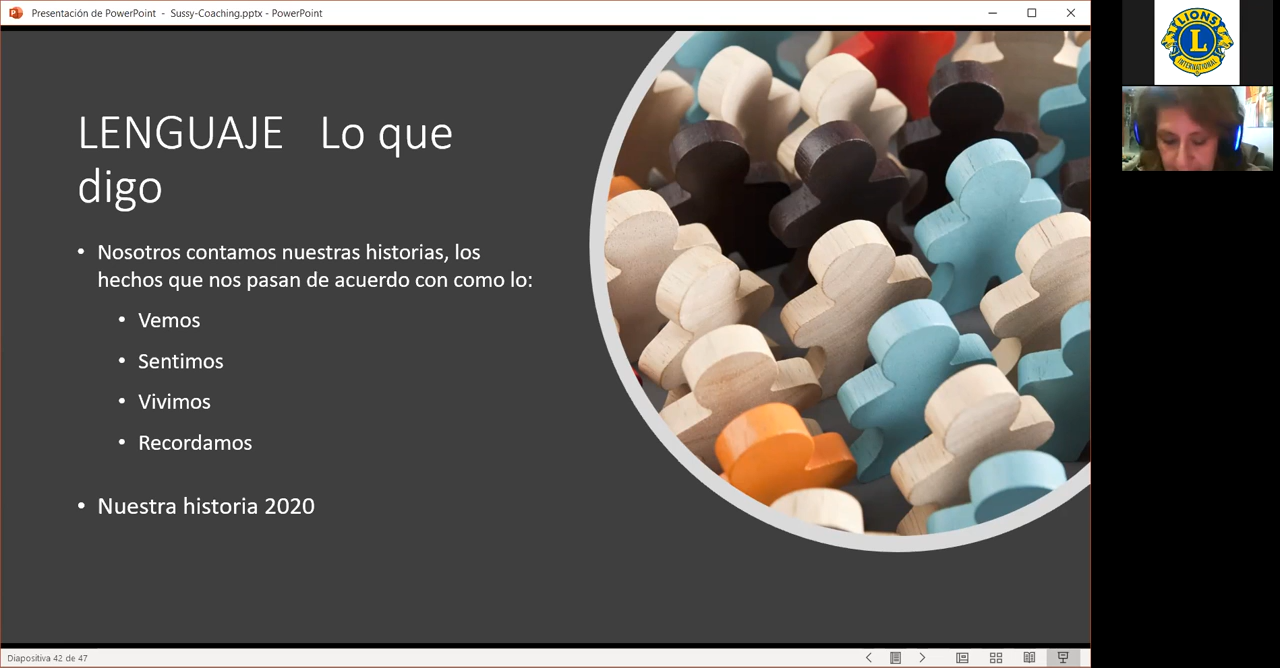 Presentación de PowerPoint - Sussy-Coaching.pptx - PowerPoint
LIONS
L
INTERNATIONAL
LENGUAJE Lo que
digo
• Nosotros contamos nuestras historias, los
hechos que nos pasan de acuerdo con como lo:
• Vemos
• Sentimos
• Vivimos
• Recordamos
• Nuestra historia 2020
Diapositiva 42 de 47